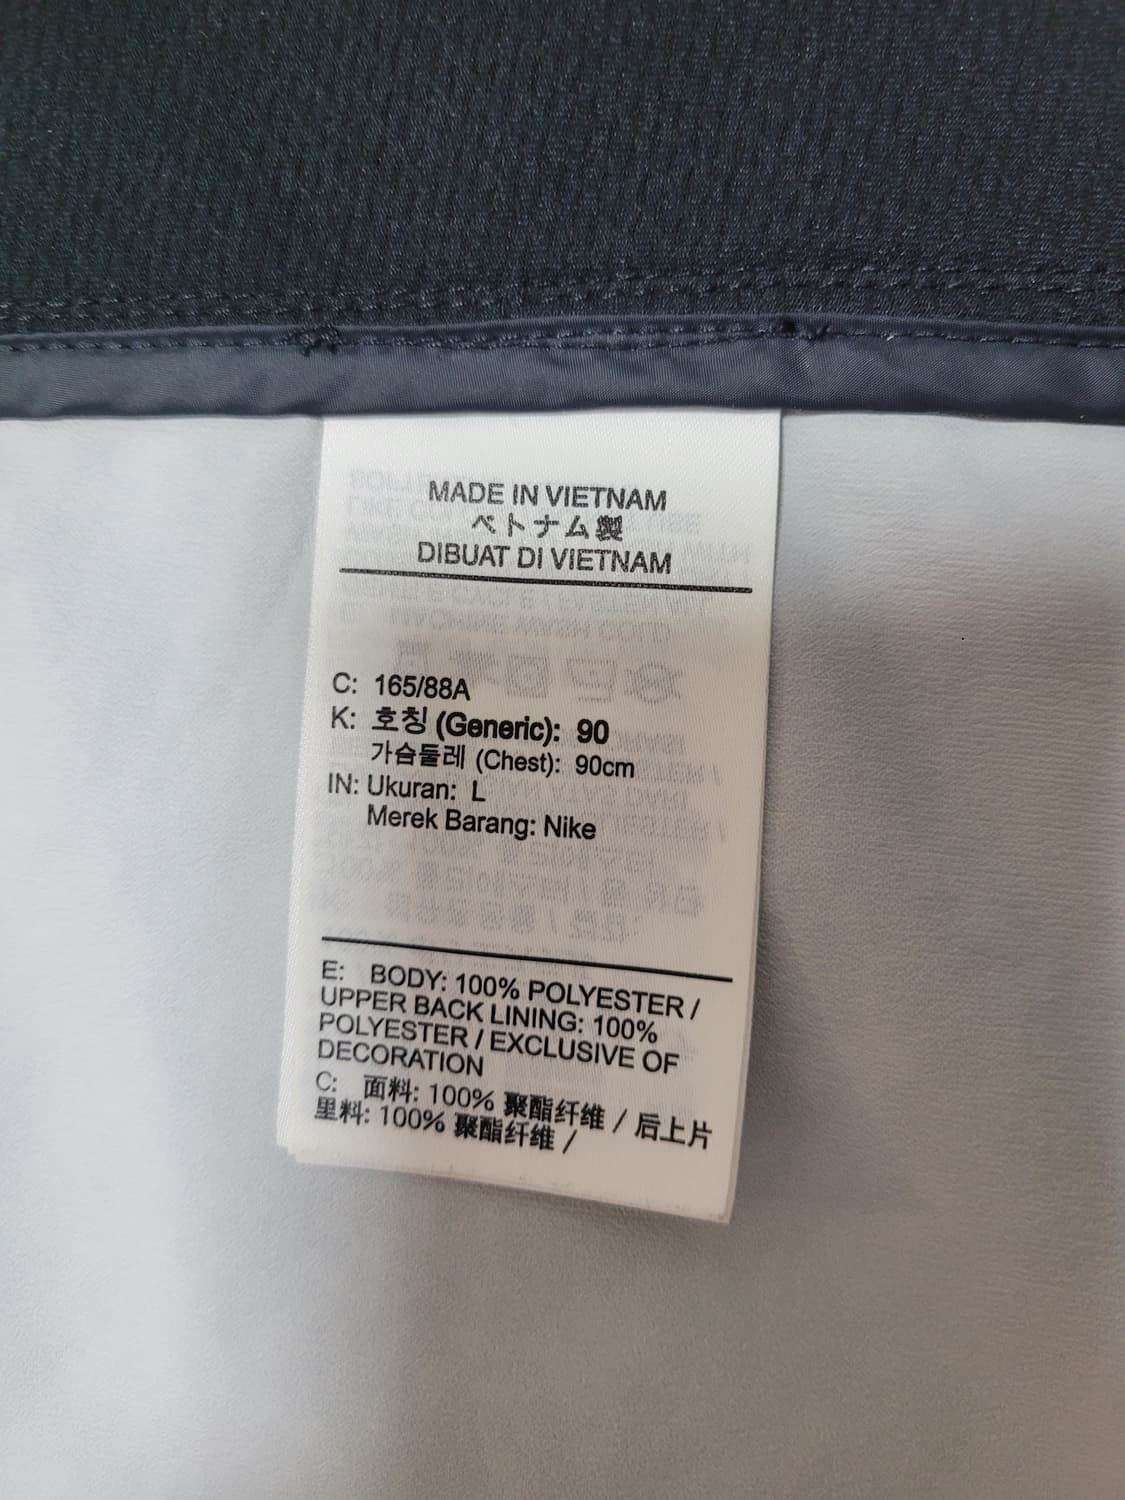 MADE IN VIETNAM
ベトナム製
DIBUAT DI VIETNAM
C: 165/88A
K: 호칭 (Generic): 90
가슴둘레 (Chest): 90cm
IN: Ukuran: L
Merek Barang: Nike
E: BODY: 100% POLYESTER /
UPPER BACK LINING: 100%
POLYESTER / EXCLUSIVE OF
DECORATION
C: 面料: 100% 聚酯纤维 / 后上片
里料: 100% 聚酯纤维 /